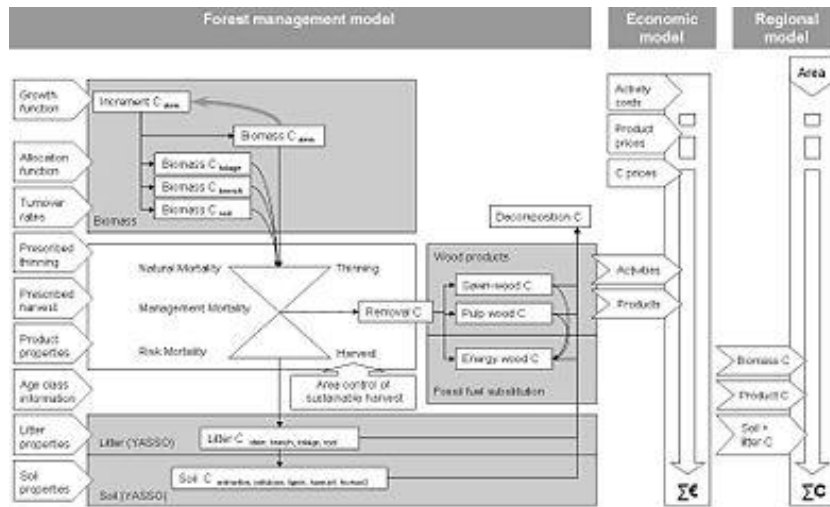 Forest management model
Economic
model
Regional
model
Growth
function
Allocation
function
Turnover
rates
Prescribed
thinning
Prescribed
harvest
Product
properties
Age class
information
Litter
properties
Soil
properties
Increment C
Biomass C
Biomass C foliage
Biomass C branch
Biomass C
Biomass
Natural Mortality
Thinning
Management Mortality
Risk Mortality
Harvest
Area control of
sustainable harvest
Removal C
Decomposition C
Wood products
Sawn-wood C
Pulp wood C
Energy wood C
Fossil fuel substitution
Litter (YASSO)
Litter C stem, branch, foliage, root
Soil C
Soil (YASSO)
Activity
costs
Product
prices
C prices
Activities
Products
∑€
Area
Biomass C
Product C
Soil +
litter C
∑C